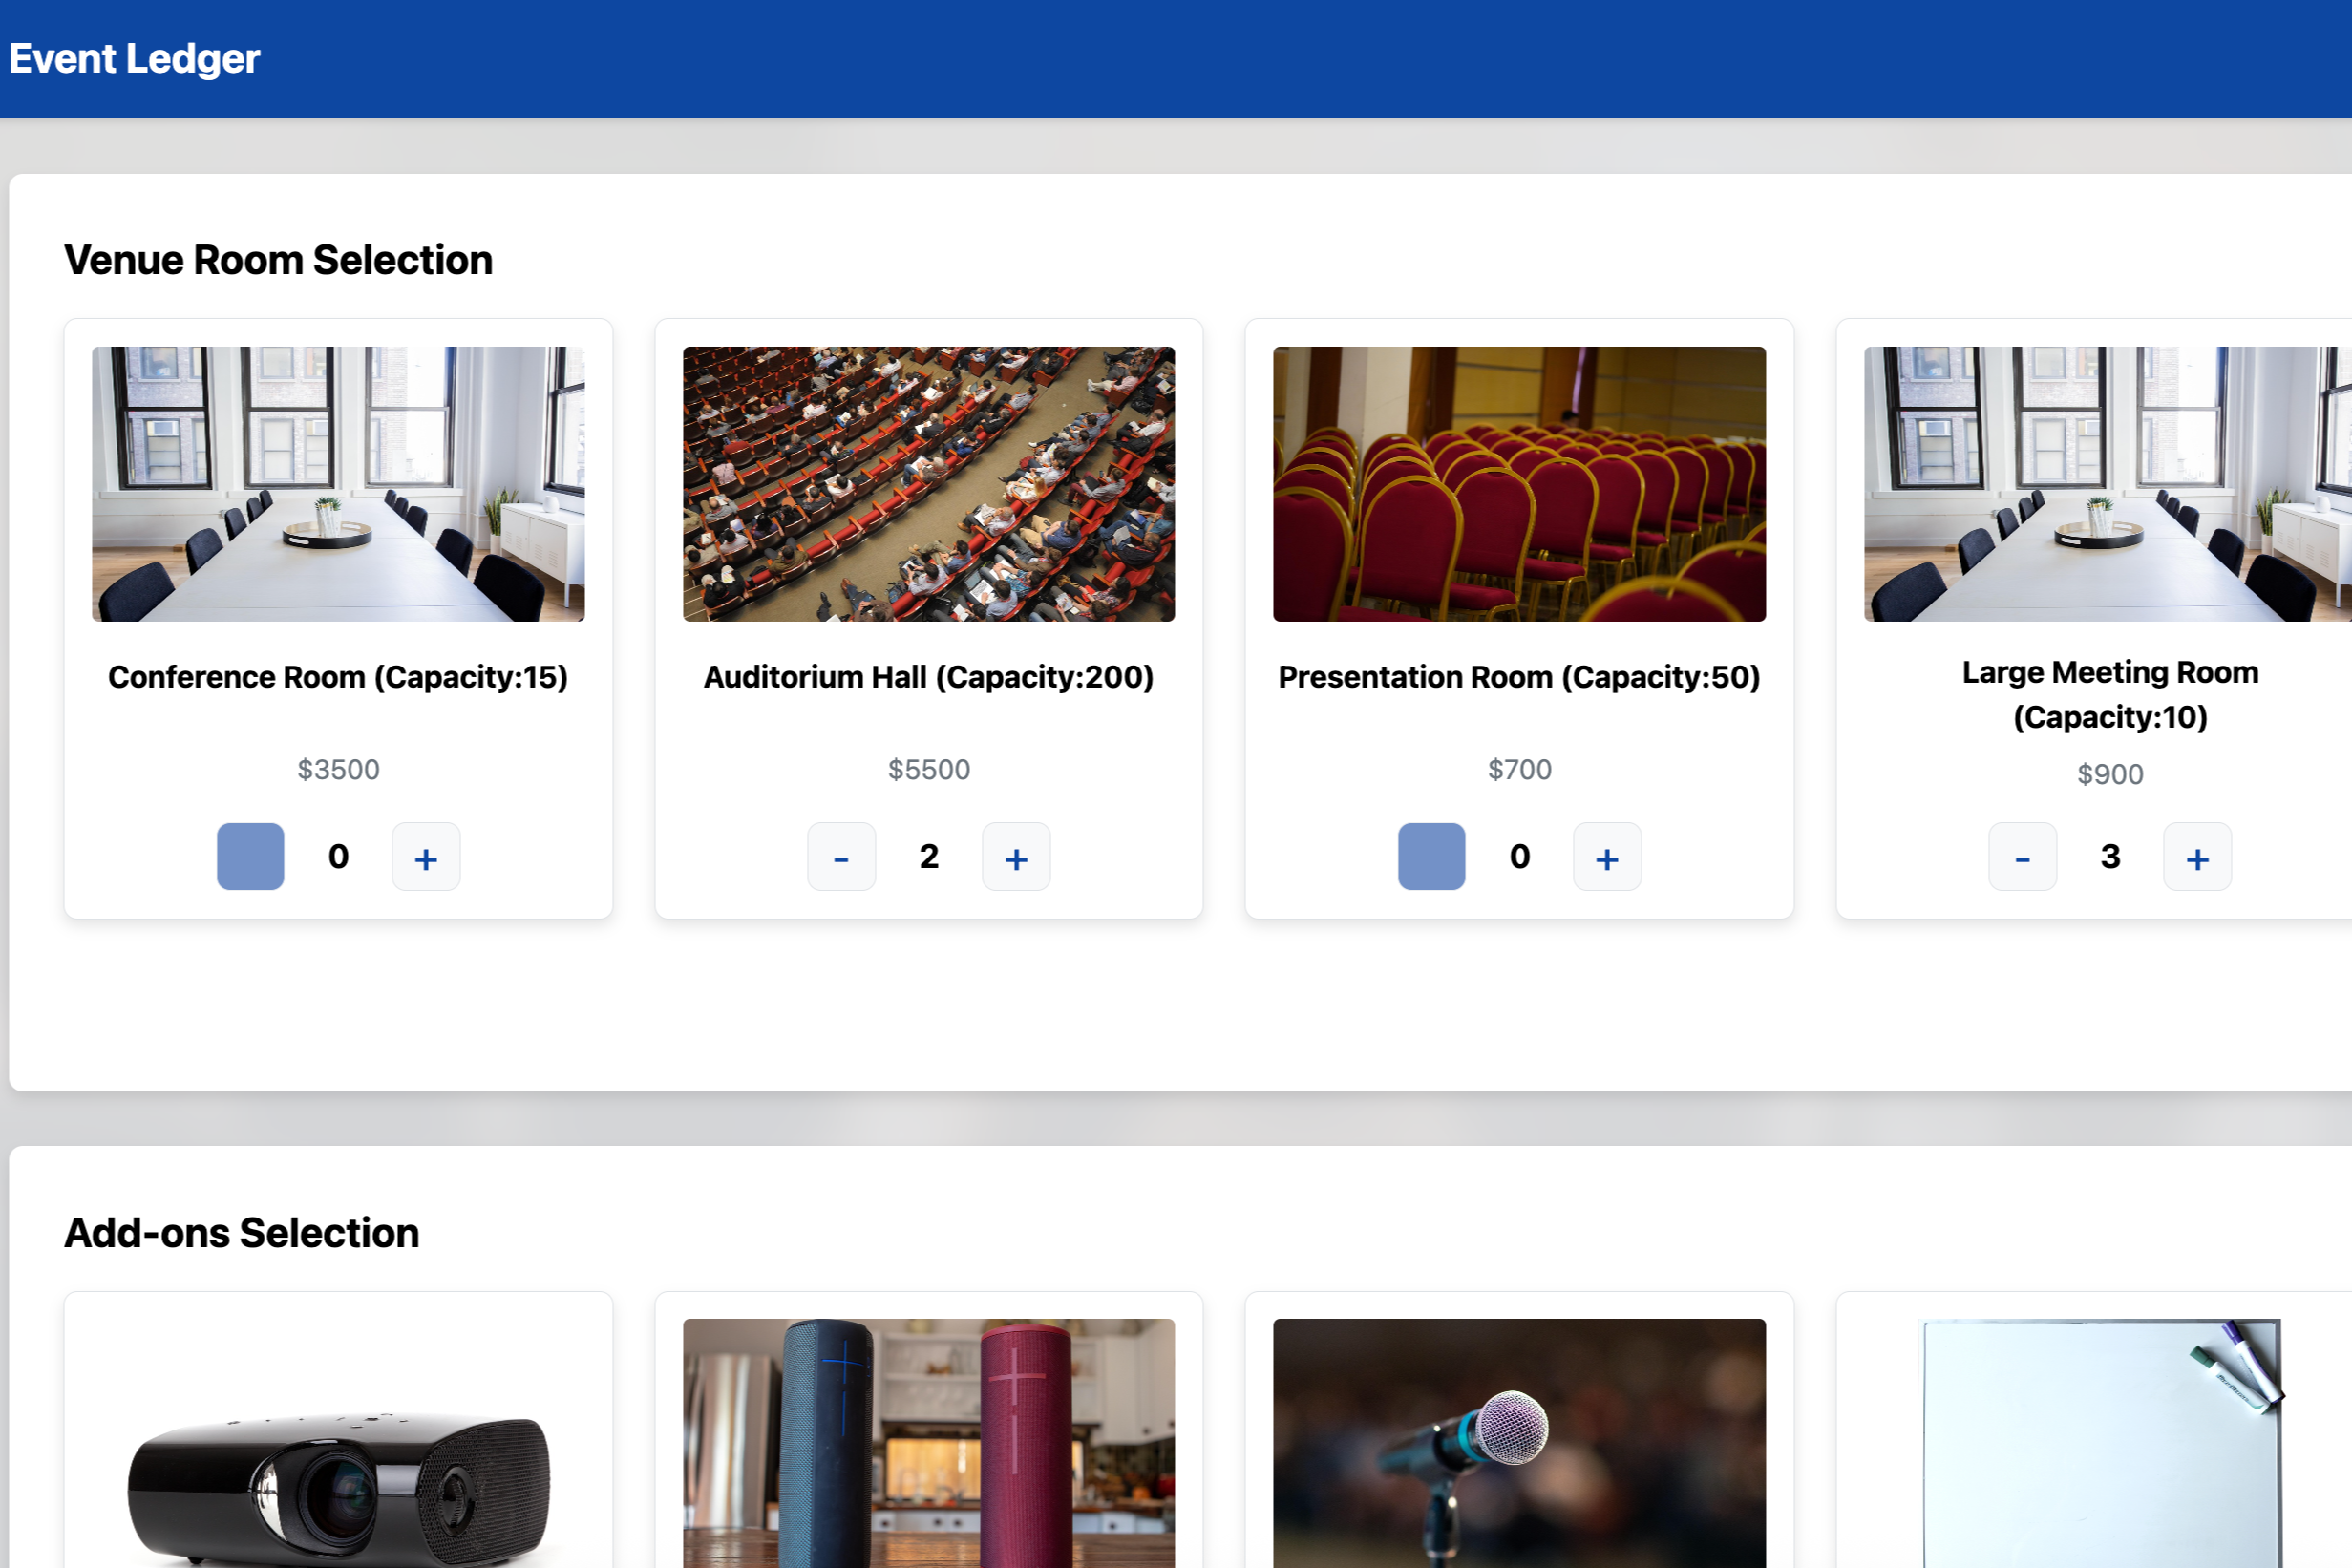 Event Ledger
Venue Room Selection
Conference Room (Capacity:15)
$3500
0 +
Auditorium Hall (Capacity:200)
$5500
- 2 +
Presentation Room (Capacity:50)
$700
0 +
Large Meeting Room
(Capacity:10)
$900
- 3 +
Add-ons Selection